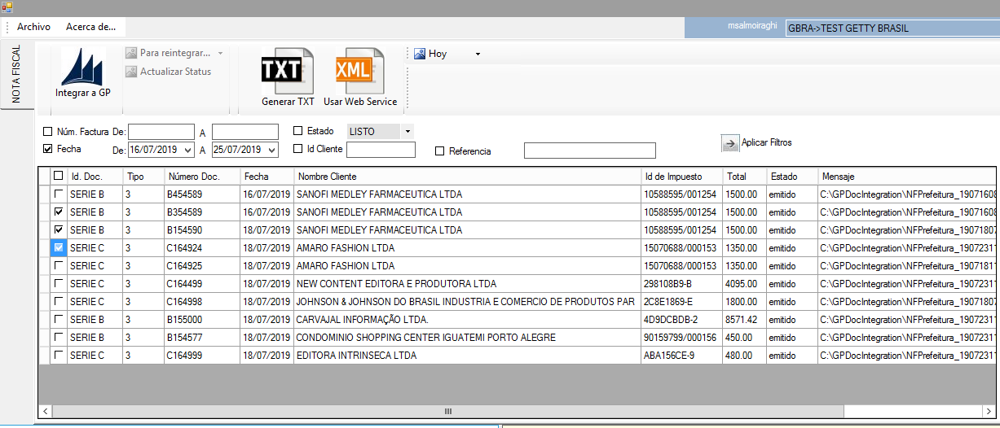 Archivo Acerca de... msalmoiraghi GBRA->TEST GETTY BRASIL
NOTA FISCAL
Integrar a GP
Para reintegrar...
Actualizar Status
TXT
Generar TXT
XML
Usar Web Service
Hoy
Núm. Factura De: A Estado LISTO
Fecha De: 16/07/2019 A 25/07/2019 Id Cliente Referencia Aplicar Filtros
Id. Doc. Tipo Número Doc. Fecha Nombre Cliente Id de Impuesto Total Estado Mensaje
SERIE B 3 B454589 16/07/2019 SANOFI MEDLEY FARMACEUTICA LTDA 10588595/001254 1500.00 emitido C:\GPDocIntegration\NFPrefeitura_19071608
SERIE B 3 B354589 16/07/2019 SANOFI MEDLEY FARMACEUTICA LTDA 10588595/001254 1500.00 emitido C:\GPDocIntegration\NFPrefeitura_19071608
SERIE B 3 B154590 18/07/2019 SANOFI MEDLEY FARMACEUTICA LTDA 10588595/001254 1500.00 emitido C:\GPDocIntegration\NFPrefeitura_19071807
SERIE C 3 C164924 18/07/2019 AMARO FASHION LTDA 15070688/000153 1350.00 emitido C:\GPDocIntegration\NFPrefeitura_19072311
SERIE C 3 C164925 18/07/2019 AMARO FASHION LTDA 15070688/000153 1350.00 emitido C:\GPDocIntegration\NFPrefeitura_19071811
SERIE C 3 C164499 18/07/2019 NEW CONTENT EDITORA E PRODUTORA LTDA 298108B9-B 4095.00 emitido C:\GPDocIntegration\NFPrefeitura_19072311
SERIE C 3 C164998 18/07/2019 JOHNSON & JOHNSON DO BRASIL INDUSTRIA E COMERCIO DE PRODUTOS PAR 2C8E1869-E 1800.00 emitido C:\GPDocIntegration\NFPrefeitura_19071807
SERIE B 3 B155000 18/07/2019 CARVAJAL INFORMAÇÃO LTDA. 4D9DCBDB-2 8571.42 emitido C:\GPDocIntegration\NFPrefeitura_19072311
SERIE B 3 B154577 18/07/2019 CONDOMINIO SHOPPING CENTER IGUATEMI PORTO ALEGRE 90159799/000156 450.00 emitido C:\GPDocIntegration\NFPrefeitura_19072311
SERIE C 3 C164999 18/07/2019 EDITORA INTRINSECA LTDA ABA156CE-9 480.00 emitido C:\GPDocIntegration\NFPrefeitura_19072311